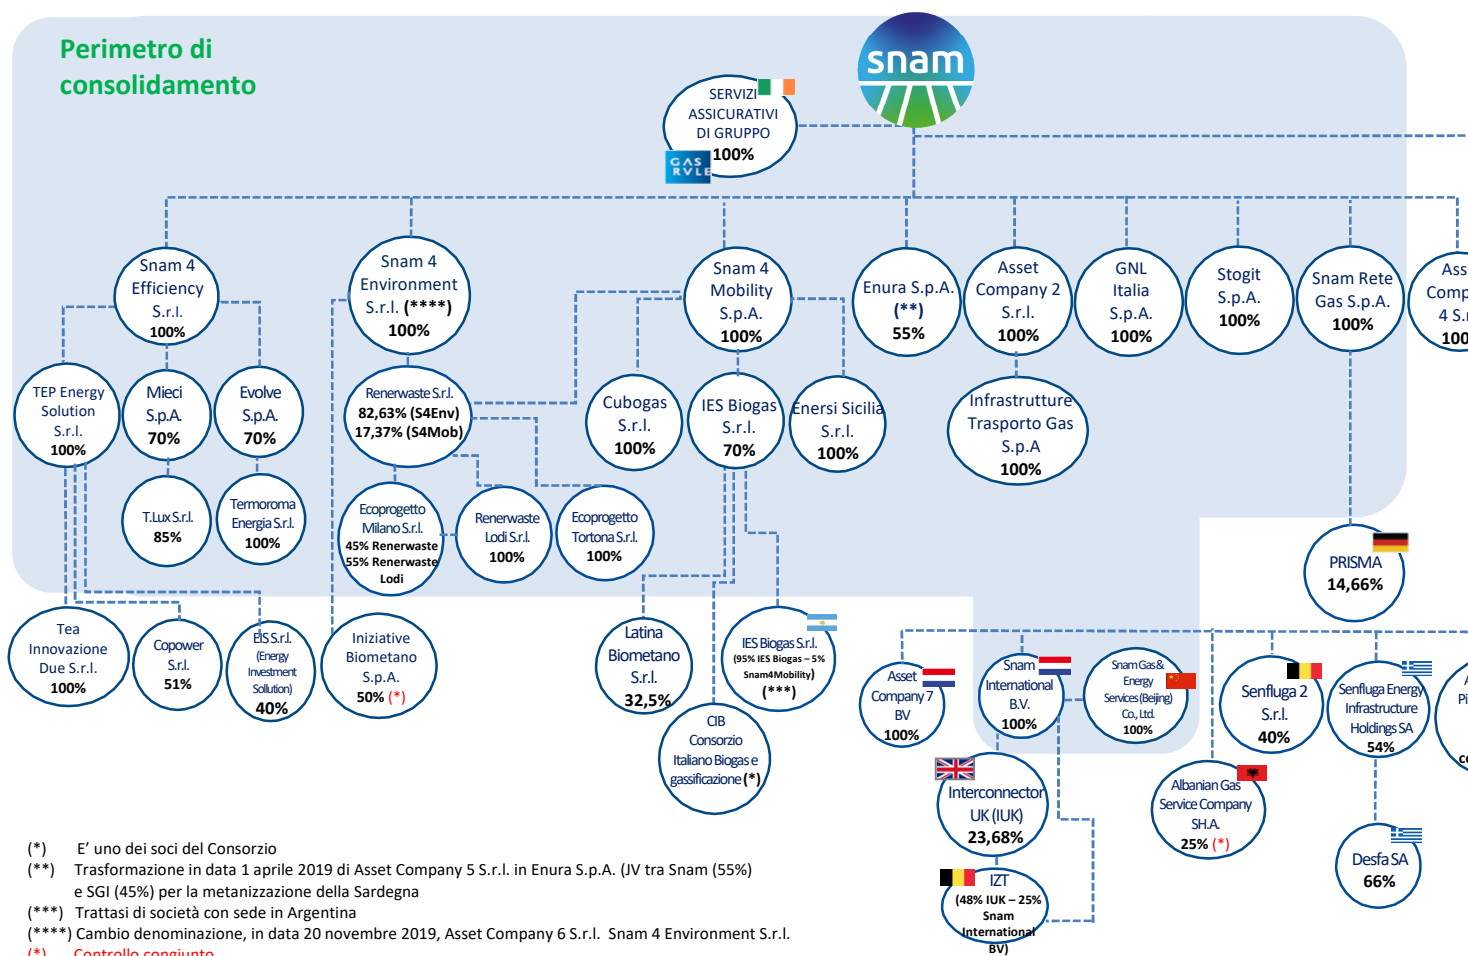 Perimetro di
consolidamento
snam
SERVIZI
ASSICURATIVI
DI GRUPPO
100%
GAS
RVLE
Snam 4
Efficiency
S.r.l.
100%
Snam 4
Environment
S.r.l. (****)
100%
Snam 4
Mobility
S.p.A.
100%
Enura S.p.A.
(**)
55%
Asset
Company 2
S.r.l.
100%
GNL
Italia
S.p.A.
100%
Stogit
S.p.A.
100%
Snam Rete
Gas S.p.A.
100%
TEP Energy
Solution
S.r.l.
100%
Mieci
S.p.A.
70%
Evolve
S.p.A.
70%
Renerwaste S.r.l.
82,63% (S4Env)
17,37% (S4Mob)
Cubogas
S.r.l.
100%
IES Biogas
S.r.l.
70%
Enersi Sicilia
S.r.l.
100%
Infrastrutture
Trasporto Gas
S.p.A
100%
T.Lux S.r.l.
85%
Termoroma
Energia S.r.l.
100%
Ecoprogetto
Milano S.r.l.
45% Renerwaste
55% Renerwaste
Lodi
Renerwaste
Lodi S.r.l.
100%
Ecoprogetto
Tortona S.r.l.
100%
PRISMA
14,66%
Tea
Innovazione
Due S.r.l.
100%
Copower
S.r.l.
51%
EIS S.r.l.
(Energy
Investment
Sollution)
40%
Iniziative
Biometano
S.p.A.
50% (*)
Latina
Biometano
S.r.l.
32,5%
IES Biogas S.r.l.
(95% IES Biogas – 5%
Snam4Mobility)
(***)
CIB
Consorzio
Italiano Biogas e
gassificazione (*)
Asset
Company 7
BV
100%
Snam
International
B.V.
100%
Snam Gas &
Energy
Services (Beijing)
Co., Ltd.
100%
Senfluga 2
S.r.l.
40%
Senfluga Energy
Infrastructure
Holdings SA
54%
Interconnector
UK (IUK)
23,68%
Albanian Gas
Service Company
SH.A.
25% (*)
Desfa SA
66%
IZT
(48% IUK – 25%
Snam
International
BV)
(*) E' uno dei soci del Consorzio
(**) Trasformazione in data 1 aprile 2019 di Asset Company 5 S.r.l. in Enura S.p.A. (JV tra Snam (55%)
e SGI (45%) per la metanizzazione della Sardegna
(***) Trattasi di società con sede in Argentina
(****) Cambio denominazione, in data 20 novembre 2019, Asset Company 6 S.r.l. Snam 4 Environment S.r.l.
(*) Controllo congiunto